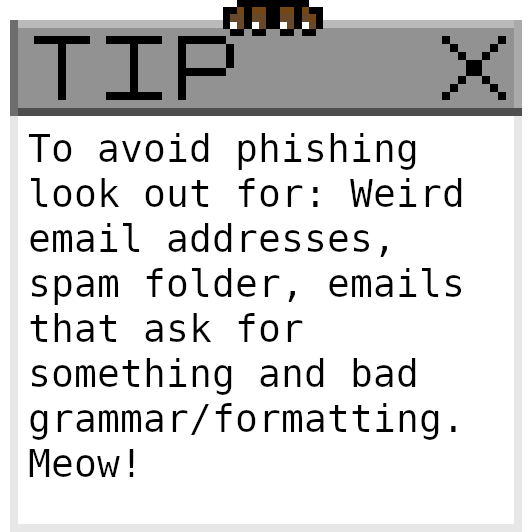 TIP X
To avoid phishing
look out for: Weird
email addresses,
spam folder, emails
that ask for
something and bad
grammar/formatting.
Meow!